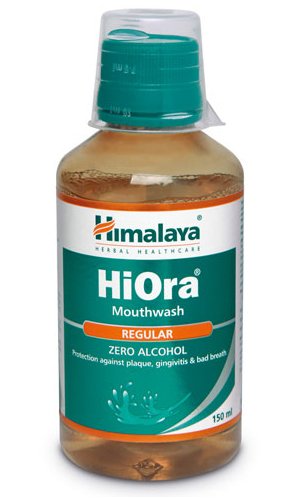 Himalaya®
HERBAL HEALTHCARE
HiOra®
Mouthwash
REGULAR
ZERO ALCOHOL
Protection against plaque, gingivitis & bad breath
150 ml